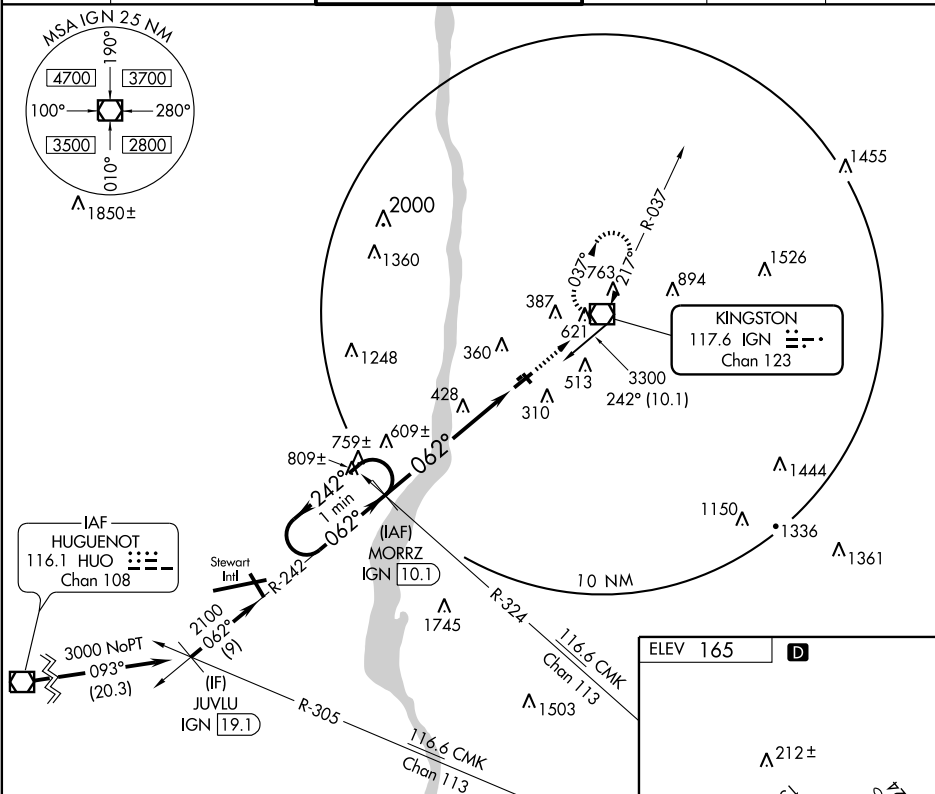 MSA IGN 25 NM
190°
4700
3700
100°
280°
3500
2800
010°
1850±
2000
1360
1248
1455
R-037
037°
217°
763
894
1526
387
621
KINGSTON
117.6 IGN
Chan 123
360
513
3300
242° (10.1)
428
310
609±
759±
809±
062°
242°
1 min
062°
1444
1150
1336
1361
(IAF)
MORRZ
IGN 10.1
10 NM
IAF
HUGUENOT
116.1 HUO
Chan 108
Stewart
Intl
R-242
1745
R-324
116.6 CMK
Chan 113
2100
062°
(9)
3000 NoPT
093°
(20.3)
(IF)
JUVLU
IGN 19.1
R-305
116.6 CMK
Chan 113
1503
ELEV 165
D
212±